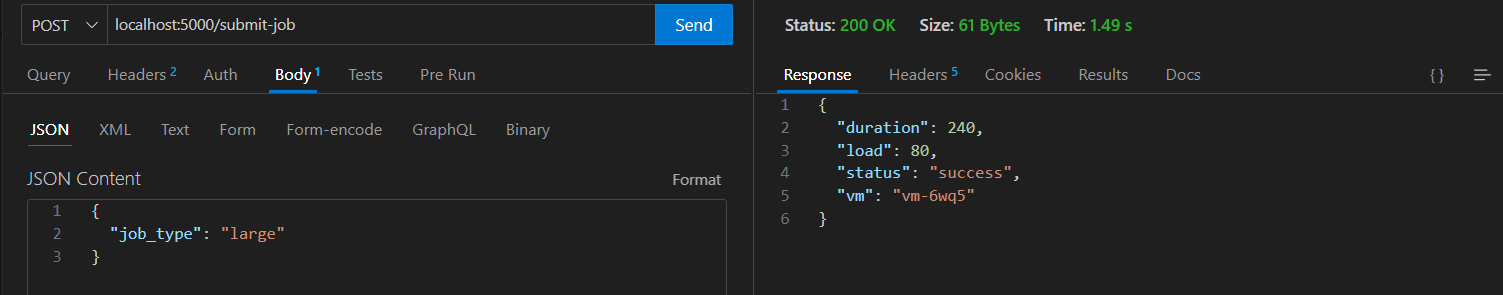 POST localhost:5000/submit-job Send
Query Headers 2 Auth Body 1 Tests Pre Run
JSON XML Text Form Form-encode GraphQL Binary
JSON Content Format
1 {
2 "job_type": "large"
3 }
Status: 200 OK Size: 61 Bytes Time: 1.49 s
Response Headers 5 Cookies Results Docs { }
1 {
2 "duration": 240,
3 "load": 80,
4 "status": "success",
5 "vm": "vm-6wq5"
6 }